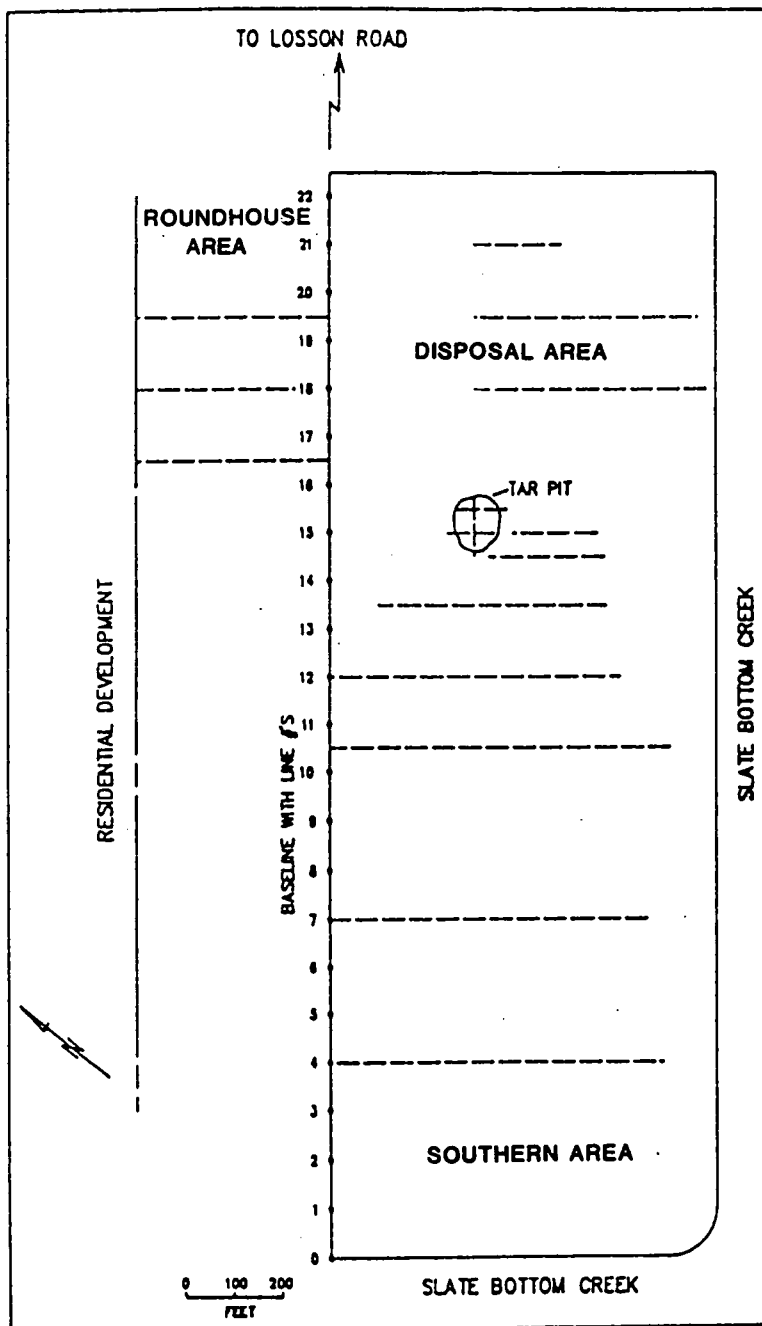 TO LOSSON ROAD
ROUNDHOUSE
AREA
22
21
20
19
18
17
16
15
14
13
12
11
10
9
8
7
6
5
4
3
2
1
0
DISPOSAL AREA
TAR PIT
RESIDENTIAL DEVELOPMENT
BASELINE WITH LINE #'S
SLATE BOTTOM CREEK
N
SOUTHERN AREA
0 100 200
FEET
SLATE BOTTOM CREEK